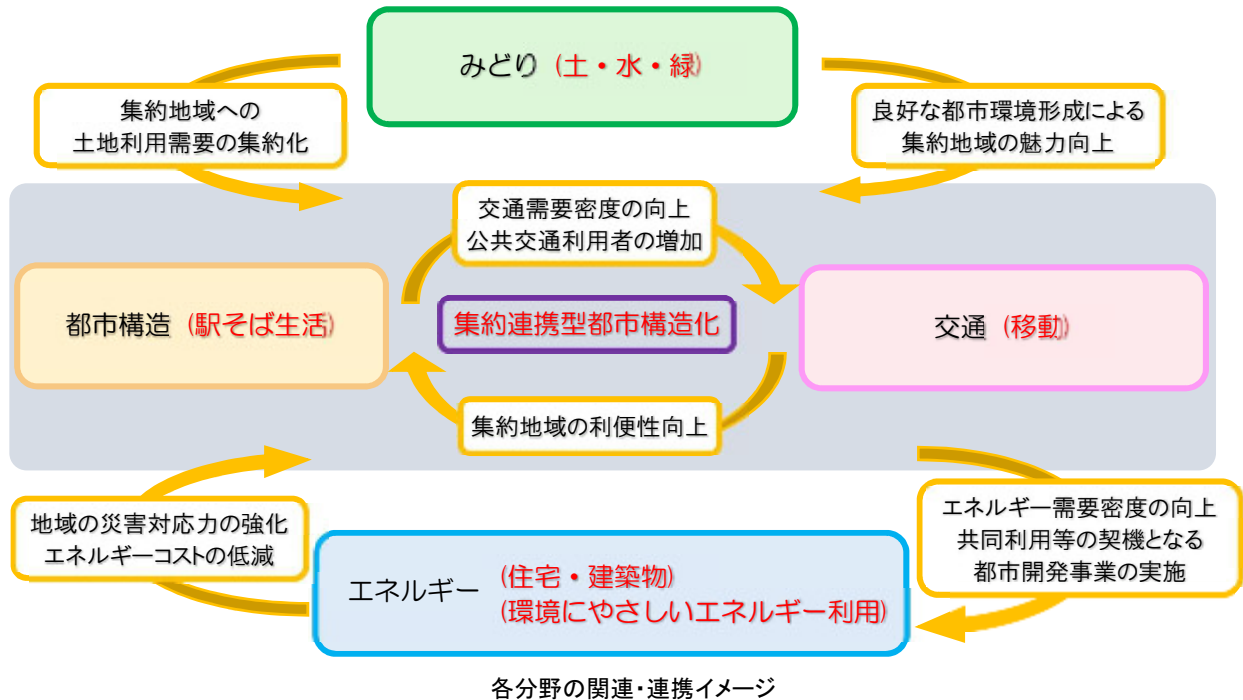 みどり (土・水・緑)
集約地域への
土地利用需要の集約化
良好な都市環境形成による
集約地域の魅力向上
交通需要密度の向上
公共交通利用者の増加
都市構造 (駅そば生活)
集約連携型都市構造化
交通 (移動)
集約地域の利便性向上
地域の災害対応力の強化
エネルギーコストの低減
エネルギー需要密度の向上
共同利用等の契機となる
都市開発事業の実施
エネルギー (住宅・建築物)
(環境にやさしいエネルギー利用)
各分野の関連・連携イメージ